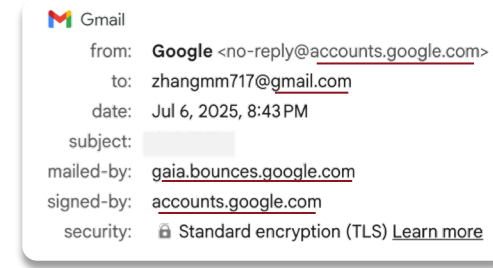 Gmail
from: Google <no-reply@accounts.google.com>
to: zhangmm717@gmail.com
date: Jul 6, 2025, 8:43 PM
subject:
mailed-by: gaia.bounces.google.com
signed-by: accounts.google.com
security: Standard encryption (TLS) Learn more